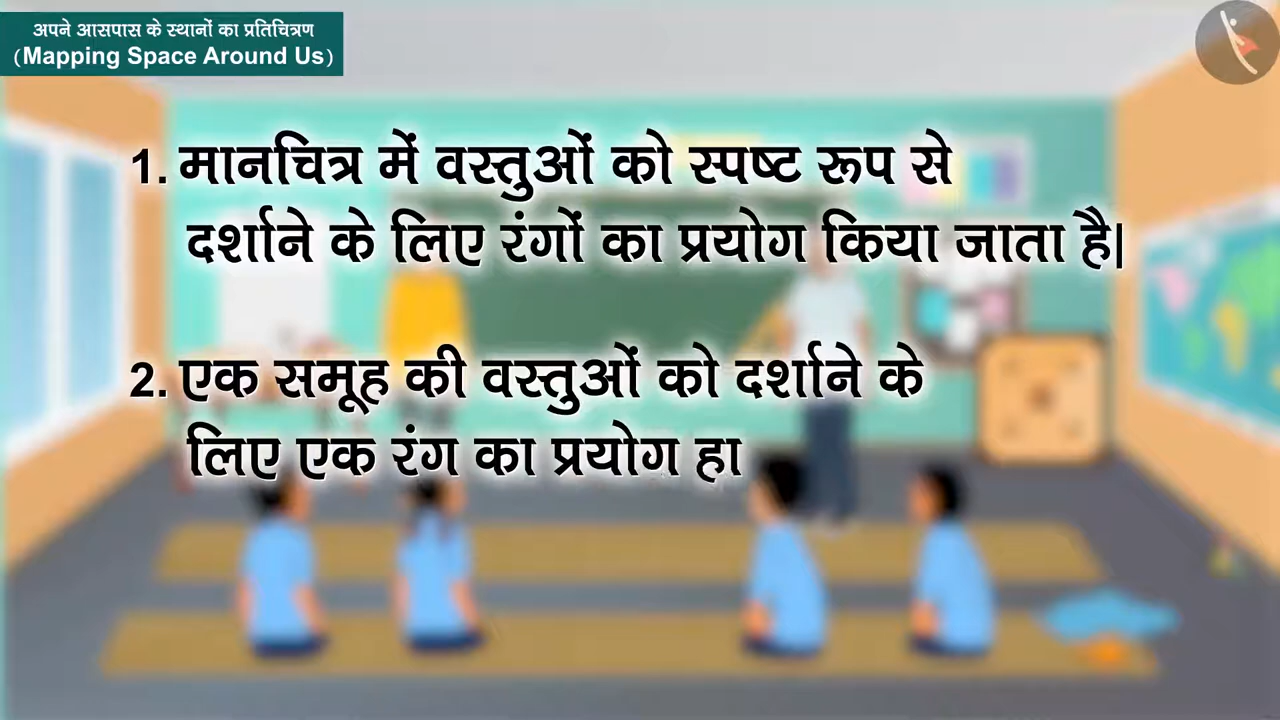 अपने आसपास के स्थानों का प्रतिचित्रण
(Mapping Space Around Us)
1. मानचित्र में वस्तुओं को स्पष्ट रूप से
दर्शाने के लिए रंगों का प्रयोग किया जाता है|
2. एक समूह की वस्तुओं को दर्शाने के
लिए एक रंग का प्रयोग हा